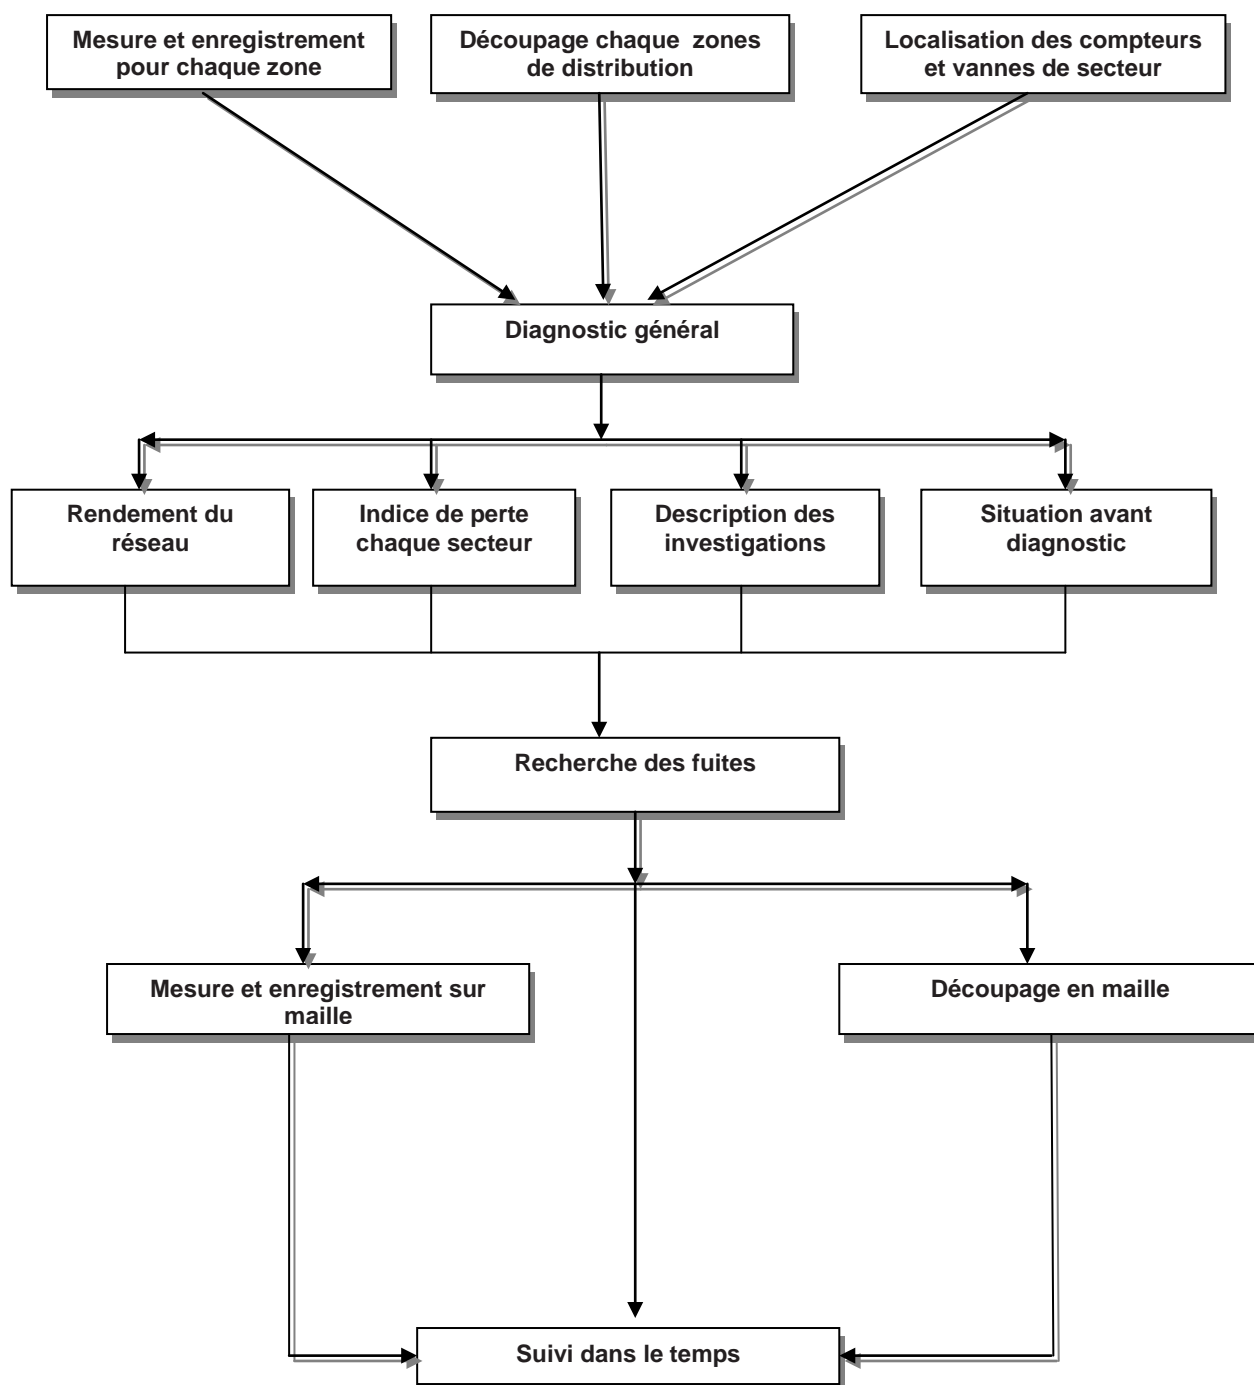 Mesure et enregistrement
pour chaque zone
Découpage chaque zones
de distribution
Localisation des compteurs
et vannes de secteur
Diagnostic général
Rendement du
réseau
Indice de perte
chaque secteur
Description des
investigations
Situation avant
diagnostic
Recherche des fuites
Mesure et enregistrement sur
maille
Découpage en maille
Suivi dans le temps